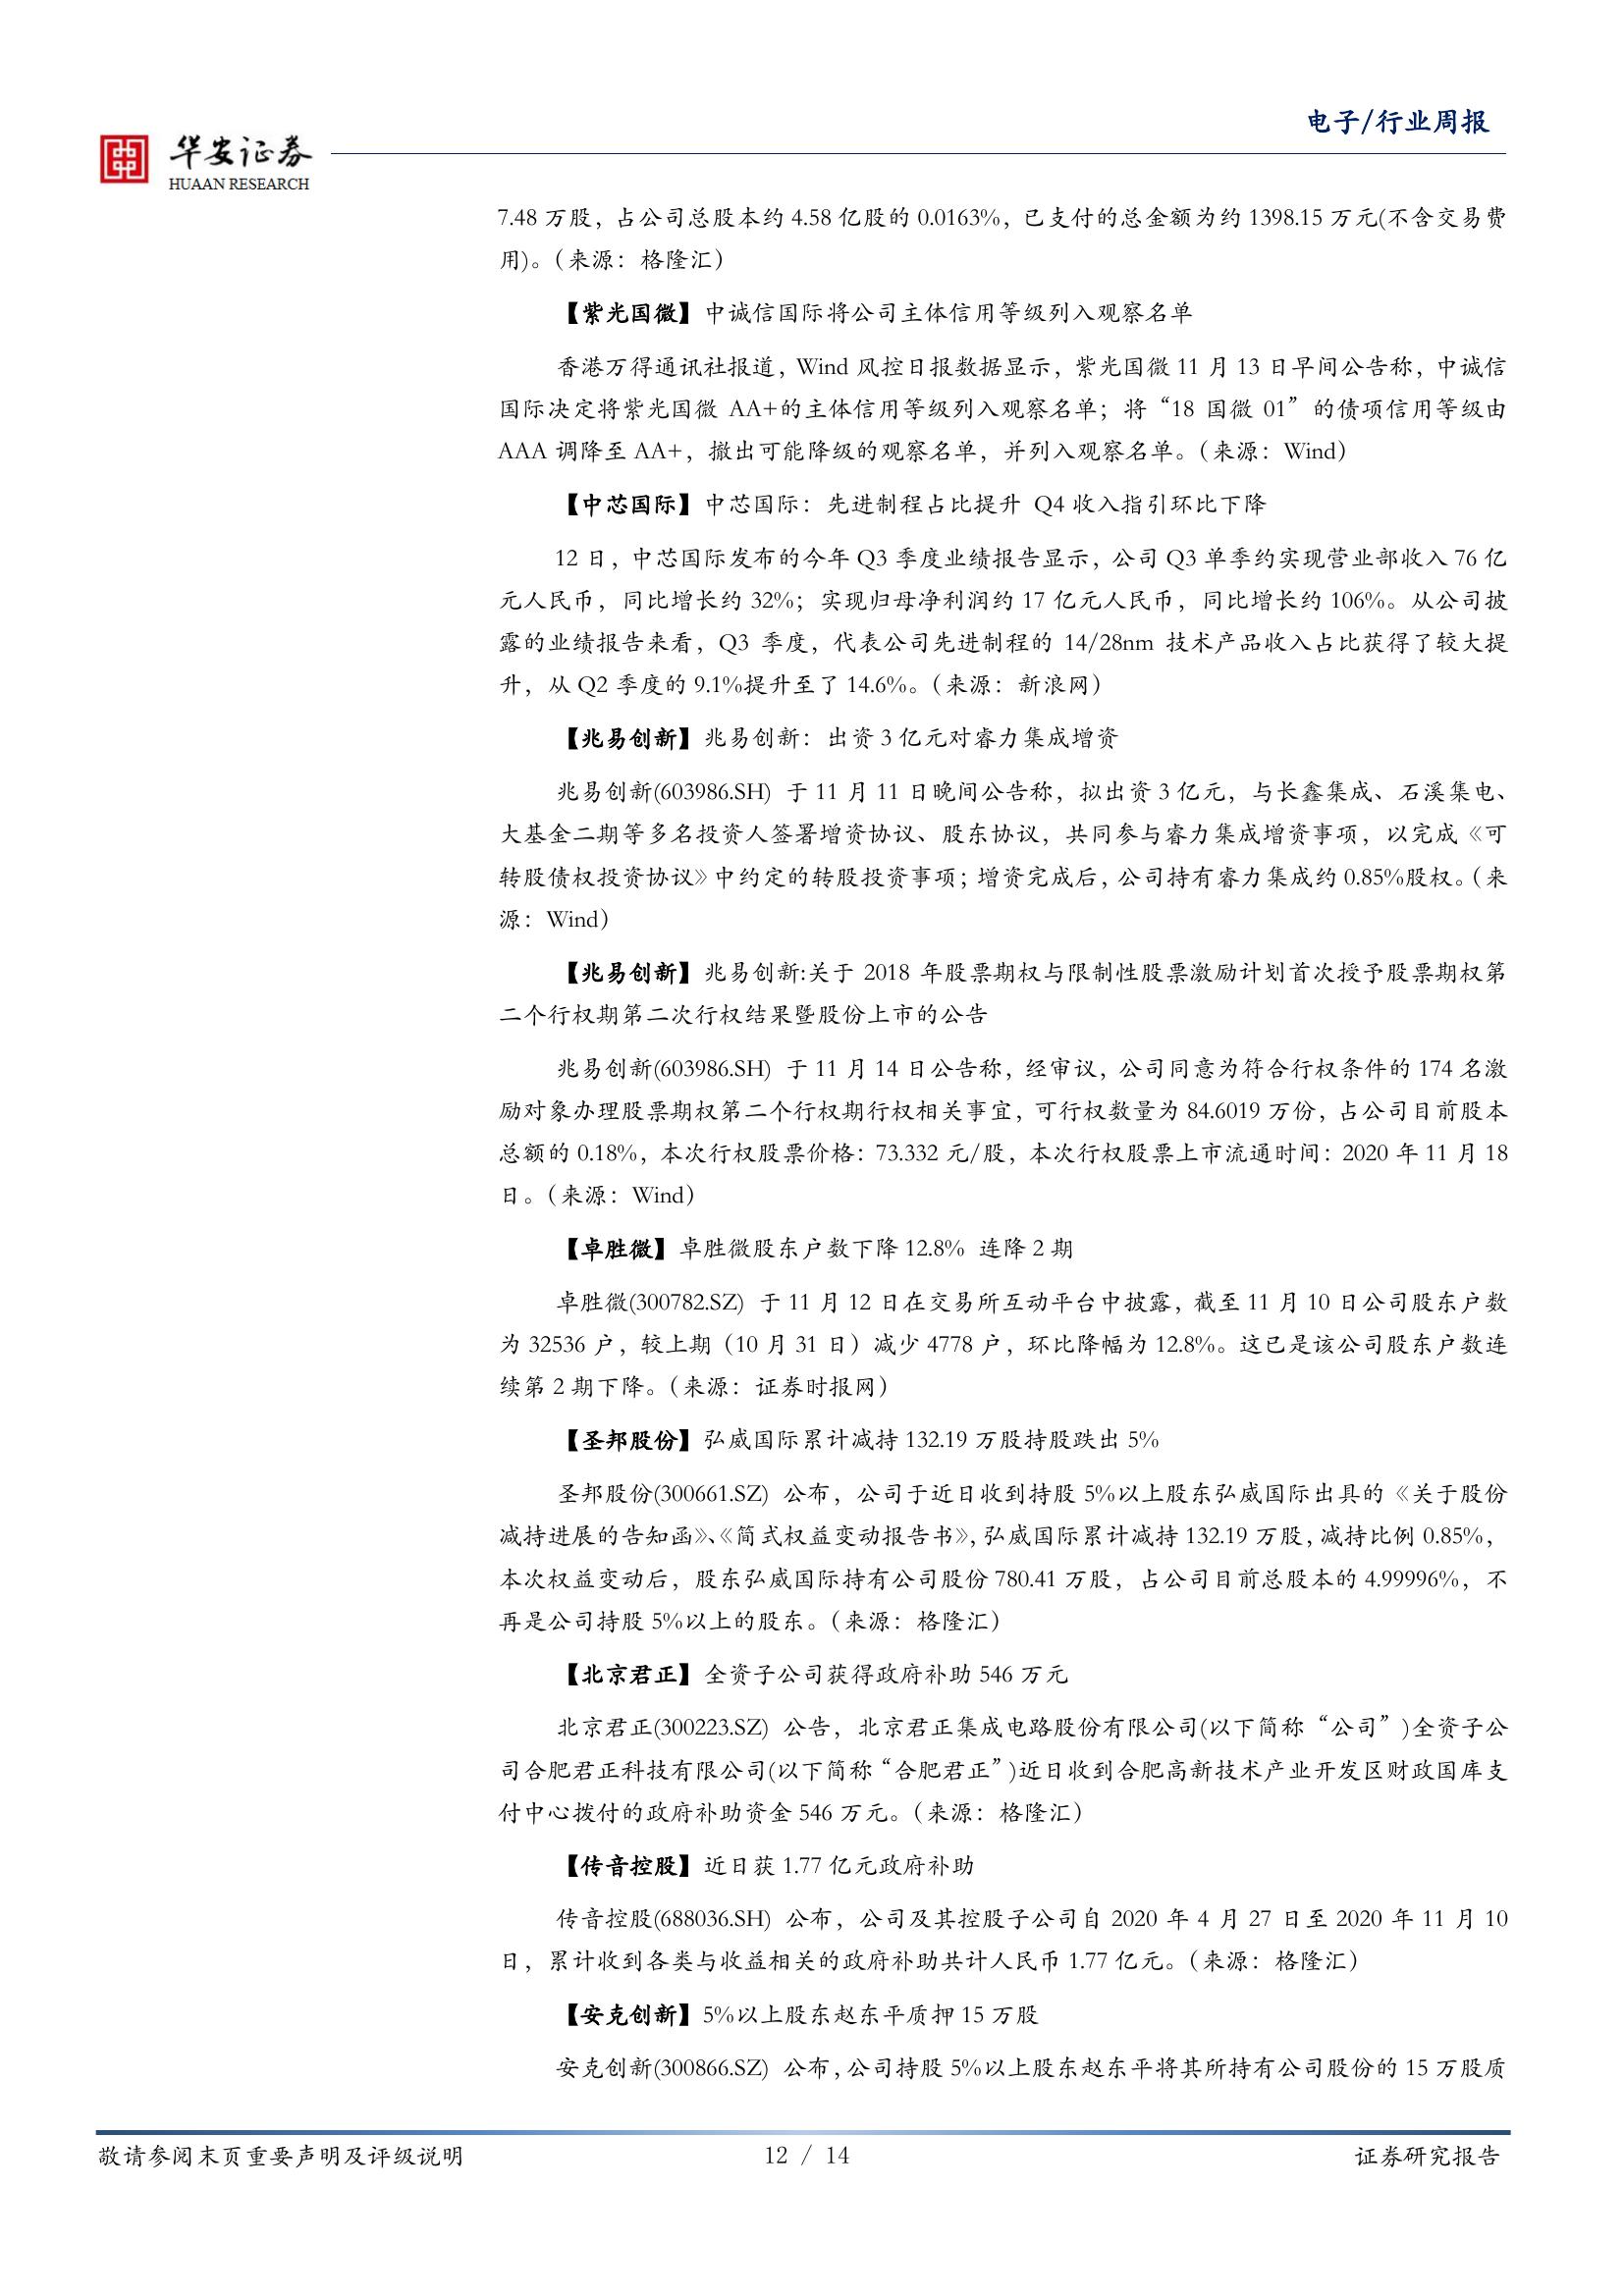 电子/行业周报
华安证券
HUAAN RESEARCH
7.48 万股，占公司总股本约 4.58 亿股的 0.0163%，已支付的总金额为约 1398.15 万元(不含交易费
用)。（来源：格隆汇）
【紫光国微】中诚信国际将公司主体信用等级列入观察名单
香港万得通讯社报道，Wind 风控日报数据显示，紫光国微 11 月 13 日早间公告称，中诚信
国际决定将紫光国微 AA+的主体信用等级列入观察名单；将“18 国微 01”的债项信用等级由
AAA 调降至 AA+，撤出可能降级的观察名单，并列入观察名单。（来源：Wind）
【中芯国际】中芯国际：先进制程占比提升 Q4 收入指引环比下降
12 日，中芯国际发布的今年 Q3 季度业绩报告显示，公司 Q3 单季约实现营业部收入 76 亿
元人民币，同比增长约 32%；实现归母净利润约 17 亿元人民币，同比增长约 106%。从公司披
露的业绩报告来看，Q3 季度，代表公司先进制程的 14/28nm 技术产品收入占比获得了较大提
升，从 Q2 季度的 9.1%提升至了 14.6%。（来源：新浪网）
【兆易创新】兆易创新：出资 3 亿元对睿力集成增资
兆易创新(603986.SH) 于 11 月 11 日晚间公告称，拟出资 3 亿元，与长鑫集成、石溪集电、
大基金二期等多名投资人签署增资协议、股东协议，共同参与睿力集成增资事项，以完成《可
转股债权投资协议》中约定的转股投资事项；增资完成后，公司持有睿力集成约 0.85%股权。（来
源：Wind）
【兆易创新】兆易创新:关于 2018 年股票期权与限制性股票激励计划首次授予股票期权第
二个行权期第二次行权结果暨股份上市的公告
兆易创新(603986.SH) 于 11 月 14 日公告称，经审议，公司同意为符合行权条件的 174 名激
励对象办理股票期权第二个行权期行权相关事宜，可行权数量为 84.6019 万份，占公司目前股本
总额的 0.18%，本次行权股票价格：73.332 元/股，本次行权股票上市流通时间：2020 年 11 月 18
日。（来源：Wind）
【卓胜微】卓胜微股东户数下降 12.8% 连降 2 期
卓胜微(300782.SZ) 于 11 月 12 日在交易所互动平台中披露，截至 11 月 10 日公司股东户数
为 32536 户，较上期（10 月 31 日）减少 4778 户，环比降幅为 12.8%。这已是该公司股东户数连
续第 2 期下降。（来源：证券时报网）
【圣邦股份】弘威国际累计减持 132.19 万股持股跌出 5%
圣邦股份(300661.SZ) 公布，公司于近日收到持股 5%以上股东弘威国际出具的《关于股份
减持进展的告知函》、《简式权益变动报告书》，弘威国际累计减持 132.19 万股，减持比例 0.85%，
本次权益变动后，股东弘威国际持有公司股份 780.41 万股，占公司目前总股本的 4.99996%，不
再是公司持股 5%以上的股东。（来源：格隆汇）
【北京君正】全资子公司获得政府补助 546 万元
北京君正(300223.SZ) 公告，北京君正集成电路股份有限公司(以下简称“公司”)全资子公
司合肥君正科技有限公司(以下简称“合肥君正”)近日收到合肥高新技术产业开发区财政国库支
付中心拨付的政府补助资金 546 万元。（来源：格隆汇）
【传音控股】近日获 1.77 亿元政府补助
传音控股(688036.SH) 公布，公司及其控股子公司自 2020 年 4 月 27 日至 2020 年 11 月 10
日，累计收到各类与收益相关的政府补助共计人民币 1.77 亿元。（来源：格隆汇）
【安克创新】5%以上股东赵东平质押 15 万股
安克创新(300866.SZ) 公布，公司持股 5%以上股东赵东平将其所持有公司股份的 15 万股质
敬请参阅末页重要声明及评级说明
12 / 14
证券研究报告